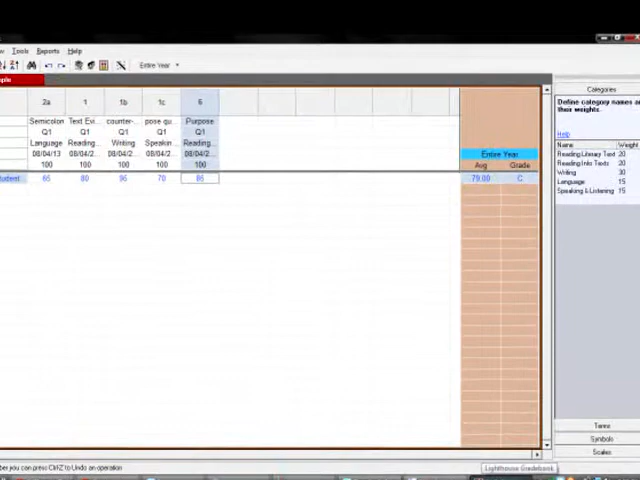 w Tools Reports Help
Entire Year
ple
Categories
Define category names an
their weights.
Help
Name Weight
Reading Literary Text 20
Reading Info Texts 20
Writing 30
Language 15
Speaking & Listening 15
2a 1 1b 1c 6
Semicolon Text Evi... counter-... pose qu... Purpose
Q1 Q1 Q1 Q1 Q1
Language Reading... Writing Speakin... Reading...
08/04/13 08/04/2... 08/04/2... 08/04/2... 08/04/2...
100 100 100 100 100
Entire Year
Avg Grade
tudent 80 95 70 79.00 C
Terms
Symbols
Scales
ber you can press Ctrl-Z to Undo an operation
Lighthouse Gradebook